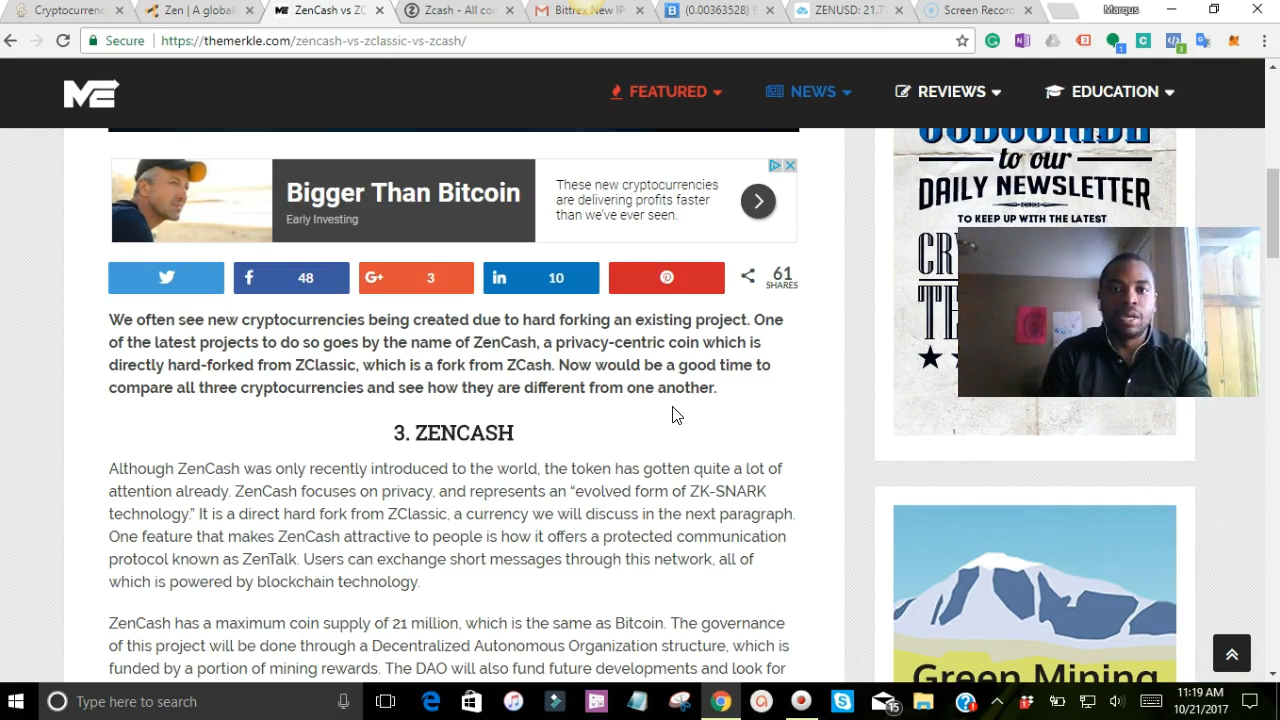 Cryptocurrenc
Zen | A global
ZenCash vs ZC
Zcash - All coi
Bittrex New IP
(0.00363528) E
ZENUSD: 21.7
Screen Record
Marqus
Secure
https://themerkle.com/zencash-vs-zclassic-vs-zcash/
1
3
ME
FEATURED
NEWS
REVIEWS
EDUCATION
Bigger Than Bitcoin
Early Investing
These new cryptocurrencies
are delivering profits faster
than we've ever seen.
48
G+ 3
in 10
61
SHARES
We often see new cryptocurrencies being created due to hard forking an existing project. One
of the latest projects to do so goes by the name of ZenCash, a privacy-centric coin which is
directly hard-forked from ZClassic, which is a fork from ZCash. Now would be a good time to
compare all three cryptocurrencies and see how they are different from one another.
3. ZENCASH
Although ZenCash was only recently introduced to the world, the token has gotten quite a lot of
attention already. ZenCash focuses on privacy, and represents an “evolved form of ZK-SNARK
technology.” It is a direct hard fork from ZClassic, a currency we will discuss in the next paragraph.
One feature that makes ZenCash attractive to people is how it offers a protected communication
protocol known as ZenTalk. Users can exchange short messages through this network, all of
which is powered by blockchain technology.
ZenCash has a maximum coin supply of 21 million, which is the same as Bitcoin. The governance
of this project will be done through a Decentralized Autonomous Organization structure, which is
funded by a portion of mining rewards. The DAO will also fund future developments and look for
SUBSCRIBE
to our
DAILY NEWSLETTER
TO KEEP UP WITH THE LATEST
Green Mining
Type here to search
15
11:19 AM
10/21/2017